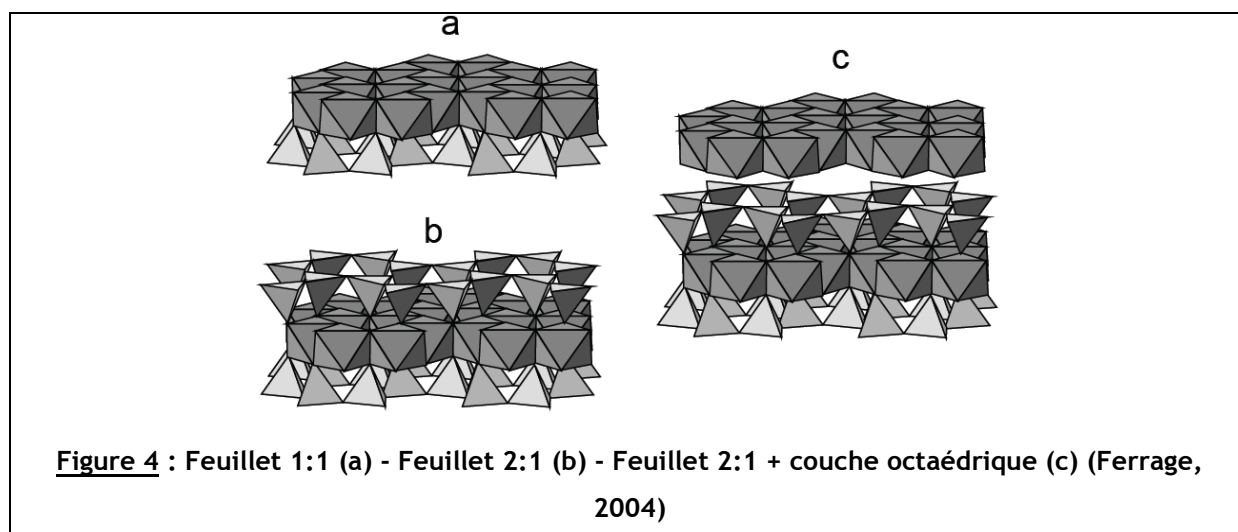 a
c
b
Figure 4 : Feuillet 1:1 (a) - Feuillet 2:1 (b) - Feuillet 2:1 + couche octaédrique (c) (Ferrage,
2004)